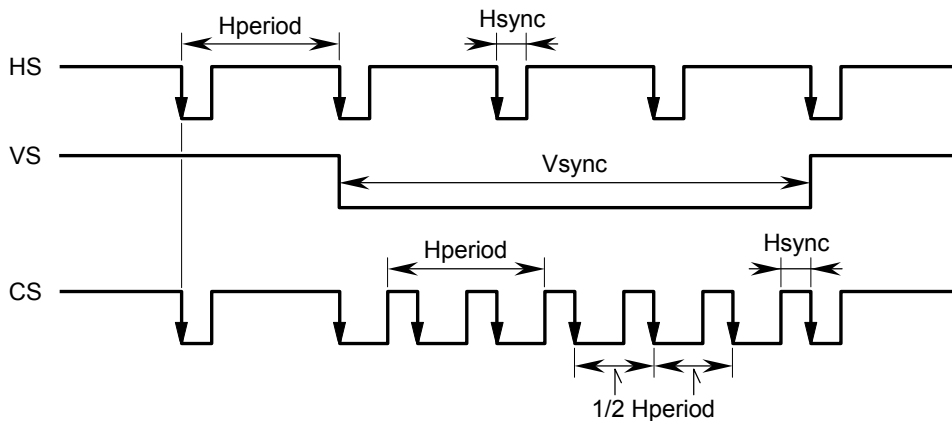 Hperiod
Hsync
HS
VS
Vsync
Hperiod
Hsync
CS
1/2 Hperiod